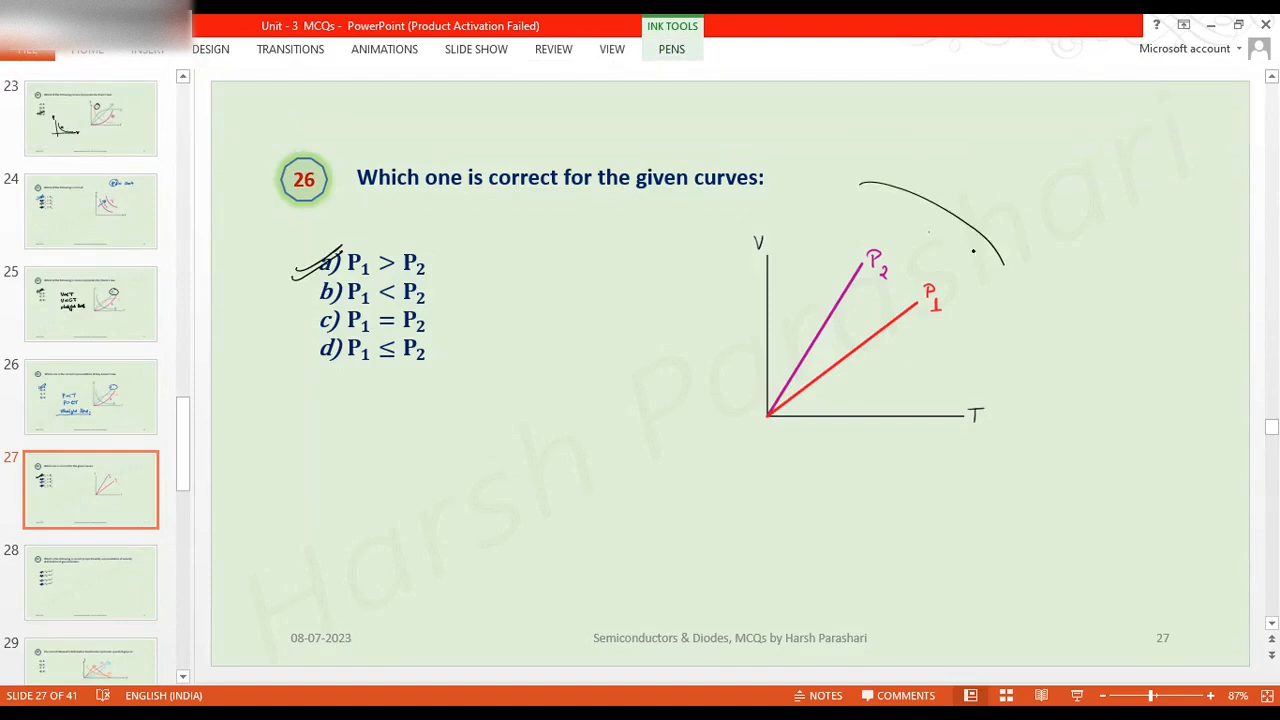 Unit - 3 MCQs - PowerPoint (Product Activation Failed)
INK TOOLS
DESIGN TRANSITIONS ANIMATIONS SLIDE SHOW REVIEW VIEW PENS
Microsoft account
23
24
25
26
27
28
29
26 Which one is correct for the given curves:
a) P₁ > P₂
b) P₁ < P₂
c) P₁ = P₂
d) P₁ ≤ P₂
V
P₂
P₁
T
Harsh Parashari
08-07-2023 Semiconductors & Diodes, MCQs by Harsh Parashari 27
SLIDE 27 OF 41 ENGLISH (INDIA) NOTES COMMENTS 87%